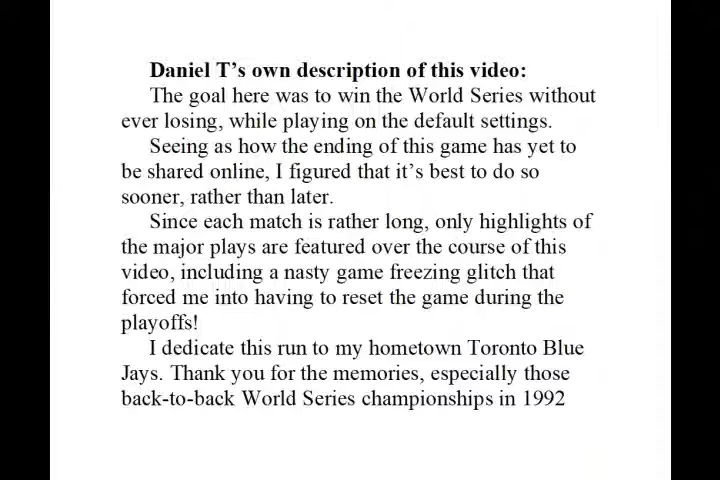 Daniel T’s own description of this video:
The goal here was to win the World Series without
ever losing, while playing on the default settings.
Seeing as how the ending of this game has yet to
be shared online, I figured that it’s best to do so
sooner, rather than later.
Since each match is rather long, only highlights of
the major plays are featured over the course of this
video, including a nasty game freezing glitch that
forced me into having to reset the game during the
playoffs!
I dedicate this run to my hometown Toronto Blue
Jays. Thank you for the memories, especially those
back-to-back World Series championships in 1992